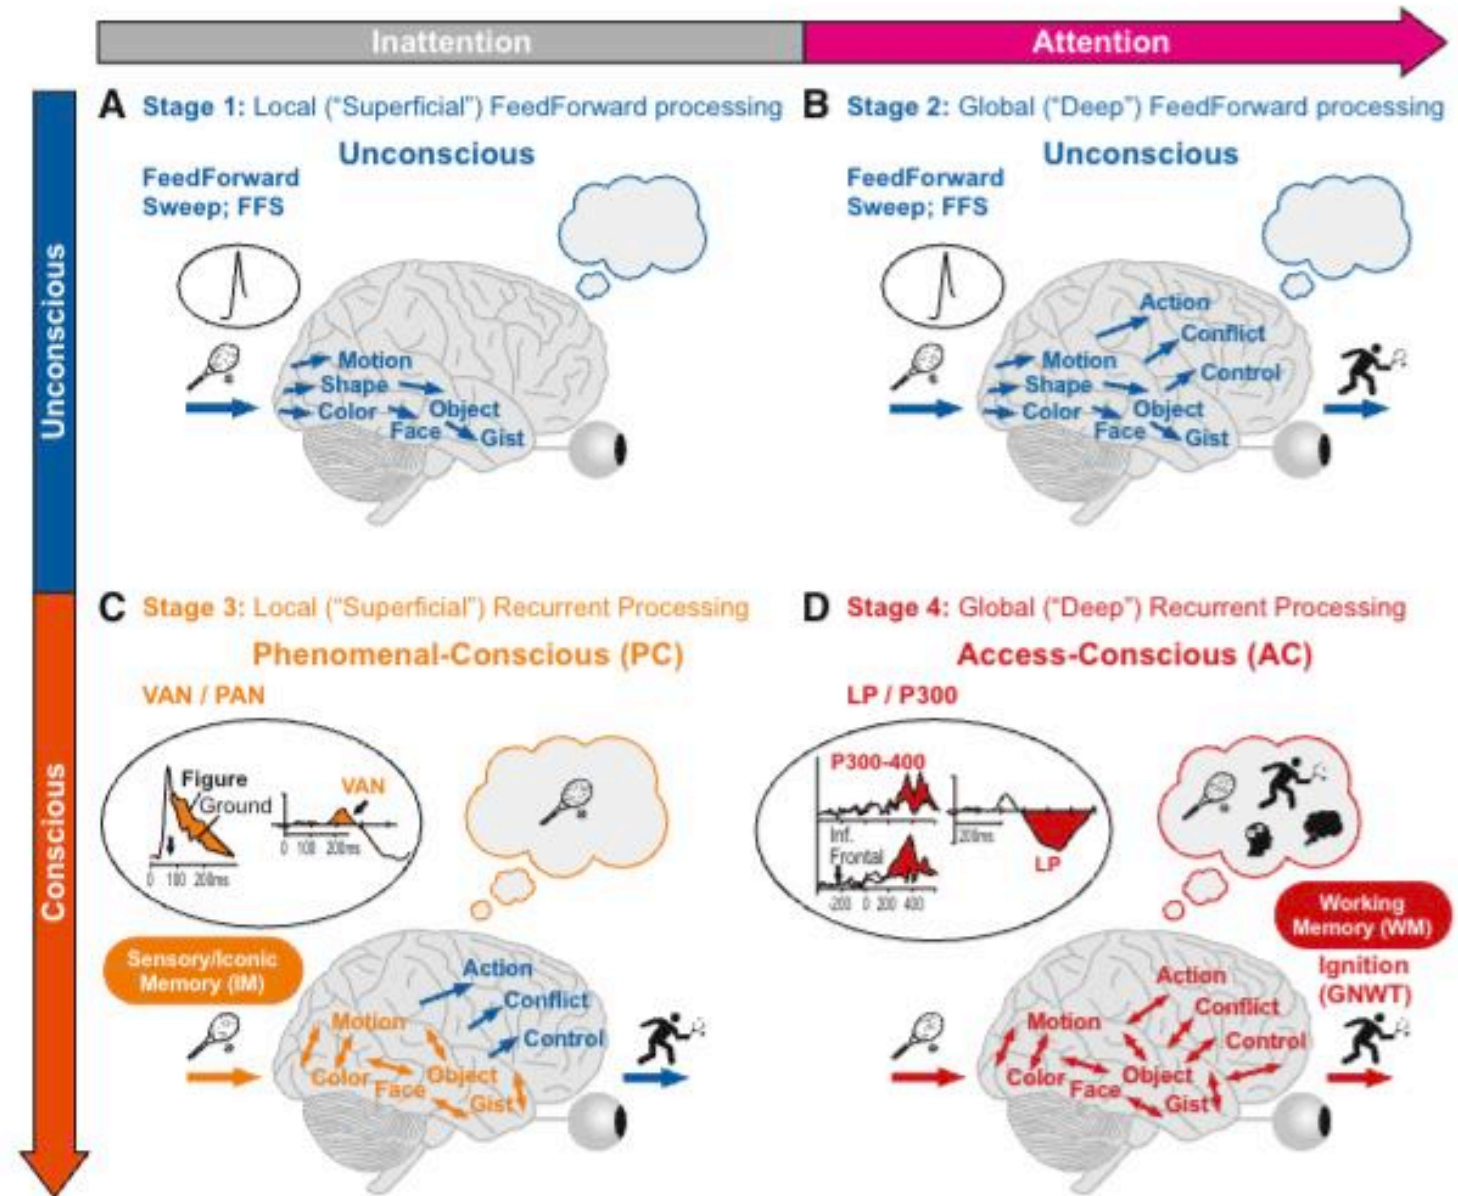 Inattention
Attention
Unconscious
Conscious
A Stage 1: Local ("Superficial") FeedForward processing
Unconscious
FeedForward
Sweep; FFS
Motion
Shape
Color
Object
Face
Gist
B Stage 2: Global ("Deep") FeedForward processing
Unconscious
FeedForward
Sweep; FFS
Action
Conflict
Control
Motion
Shape
Color
Object
Face
Gist
C Stage 3: Local ("Superficial") Recurrent Processing
Phenomenal-Conscious (PC)
VAN / PAN
Figure
Ground
0 100 200ms
VAN
0 100 200ms
Sensory/Iconic
Memory (IM)
Action
Conflict
Control
Motion
Color
Face
Object
Gist
D Stage 4: Global ("Deep") Recurrent Processing
Access-Conscious (AC)
LP / P300
P300-400
Inf.
Frontal
-200 0 200 400
200ms
LP
Working
Memory (WM)
Ignition
(GNWT)
Action
Conflict
Control
Motion
Color
Face
Object
Gist